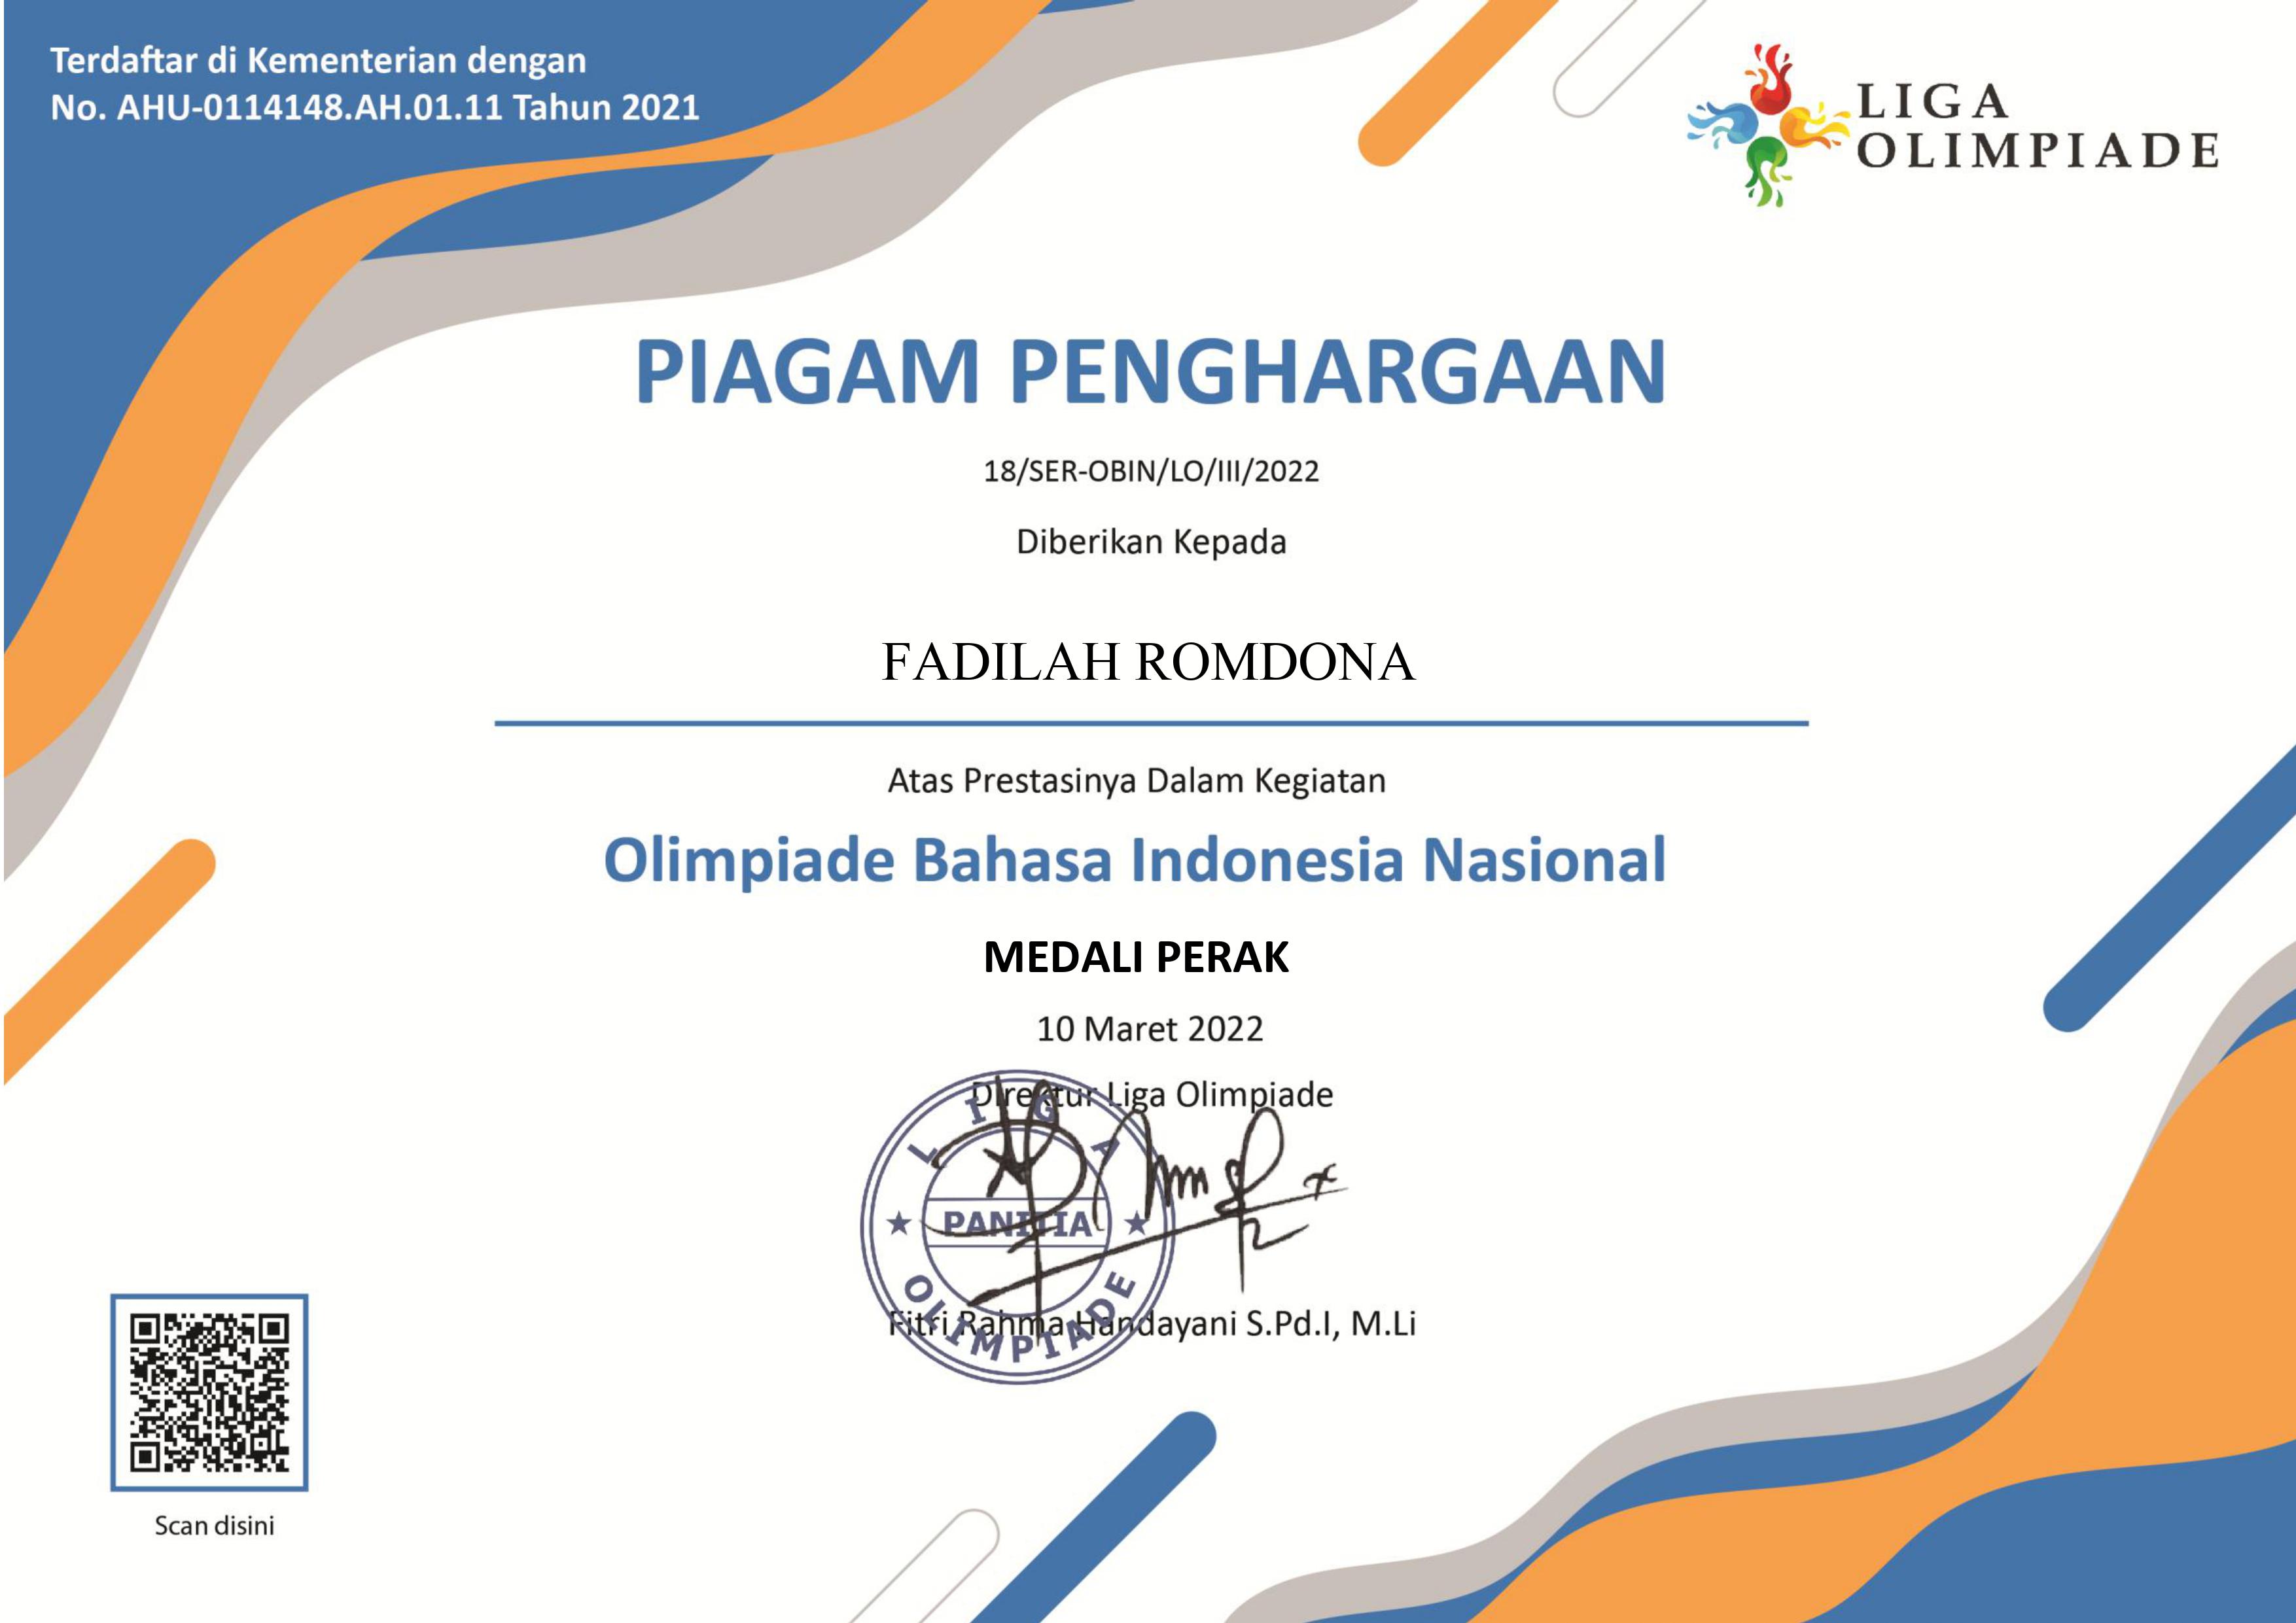 Terdaftar di Kementerian dengan
No. AHU-0114148.AH.01.11 Tahun 2021
LIGA
OLIMPIADE
PIAGAM PENGHARGAAN
18/SER-OBIN/LO/III/2022
Diberikan Kepada
FADILAH ROMDONA
Atas Prestasinya Dalam Kegiatan
Olimpiade Bahasa Indonesia Nasional
MEDALI PERAK
10 Maret 2022
Direktur Liga Olimpiade
LIGA
PANITIA
OLIMPIADE
Fitri Rahma Handayani S.Pd.I, M.Li
Scan disini